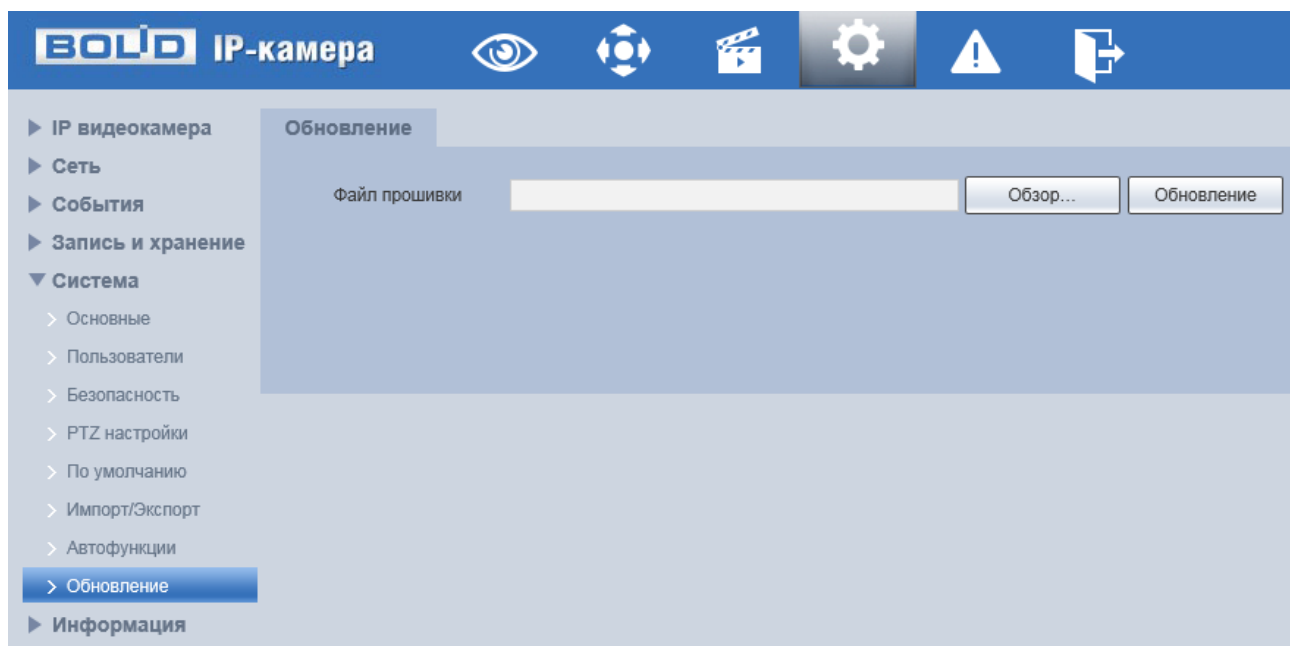 BOLID IP-камера
IP видеокамера
Сеть
События
Запись и хранение
Система
Основные
Пользователи
Безопасность
PTZ настройки
По умолчанию
Импорт/Экспорт
Автофункции
Обновление
Информация
Обновление
Файл прошивки
Обзор...
Обновление